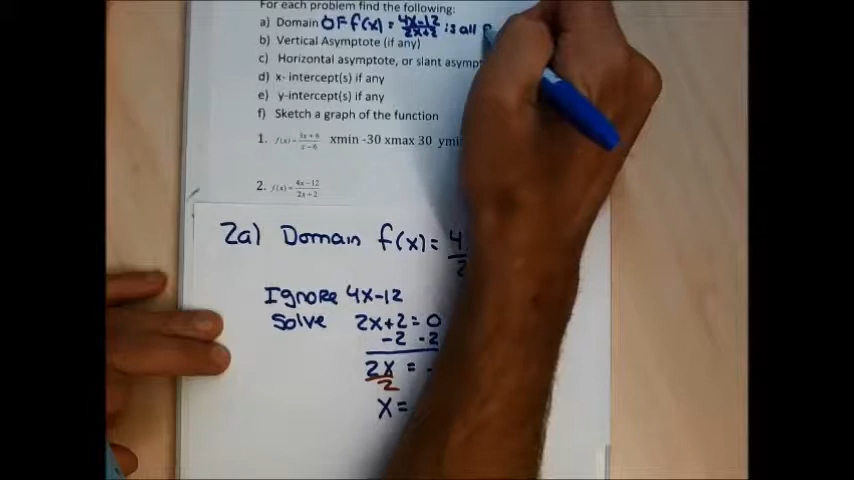 For each problem find the following:
a) Domain OF f(x) = 4x-12 / 2x+2 is all
b) Vertical Asymptote (if any)
c) Horizontal asymptote, or slant asympt
d) x- intercept(s) if any
e) y-intercept(s) if any
f) Sketch a graph of the function
1. f(x)= 3x+6 / x-6 xmin -30 xmax 30 ymi
2. f(x)= 4x-12 / 2x+2
2a) Domain f(x)= 4 / 2
Ignore 4x-12
Solve 2x+2=0
-2 -2
2x = -
2
x=